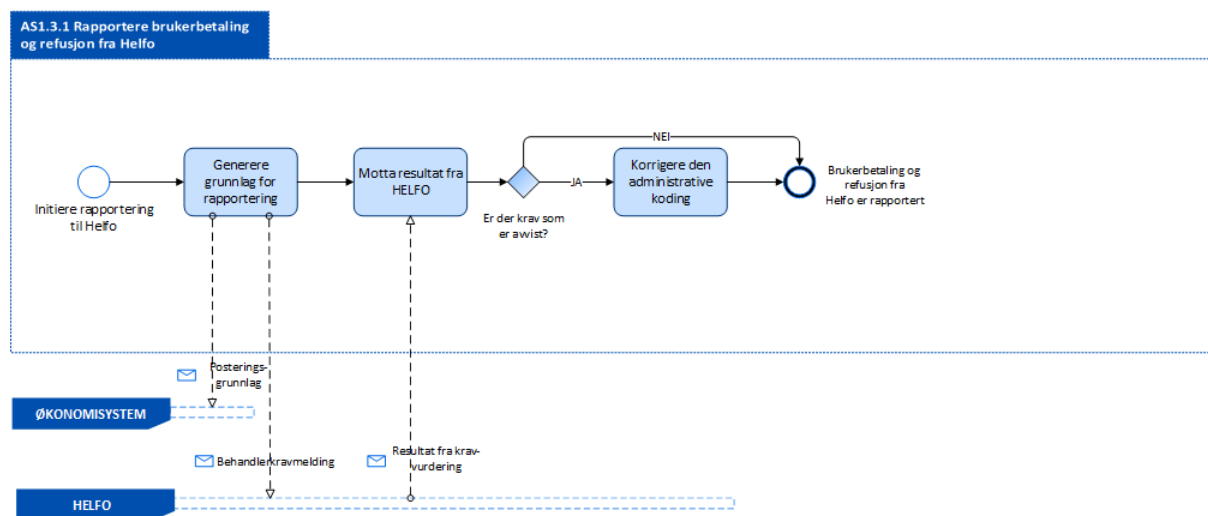 AS1.3.1 Rapportere brukerbetaling
og refusjon fra Helfo
NEI
Generere
grunnlag for
rapportering
Motta resultat fra
HELFO
JA
Korrigere den
administrative
koding
Brukerbetaling og
refusjon fra
Helfo er rapportert
Initiere rapportering
til Helfo
Er der krav som
er avvist?
Posterings-
grunnlag
ØKONOMISYSTEM
Behandlerkravmelding
Resultat fra krav-
vurdering
HELFO